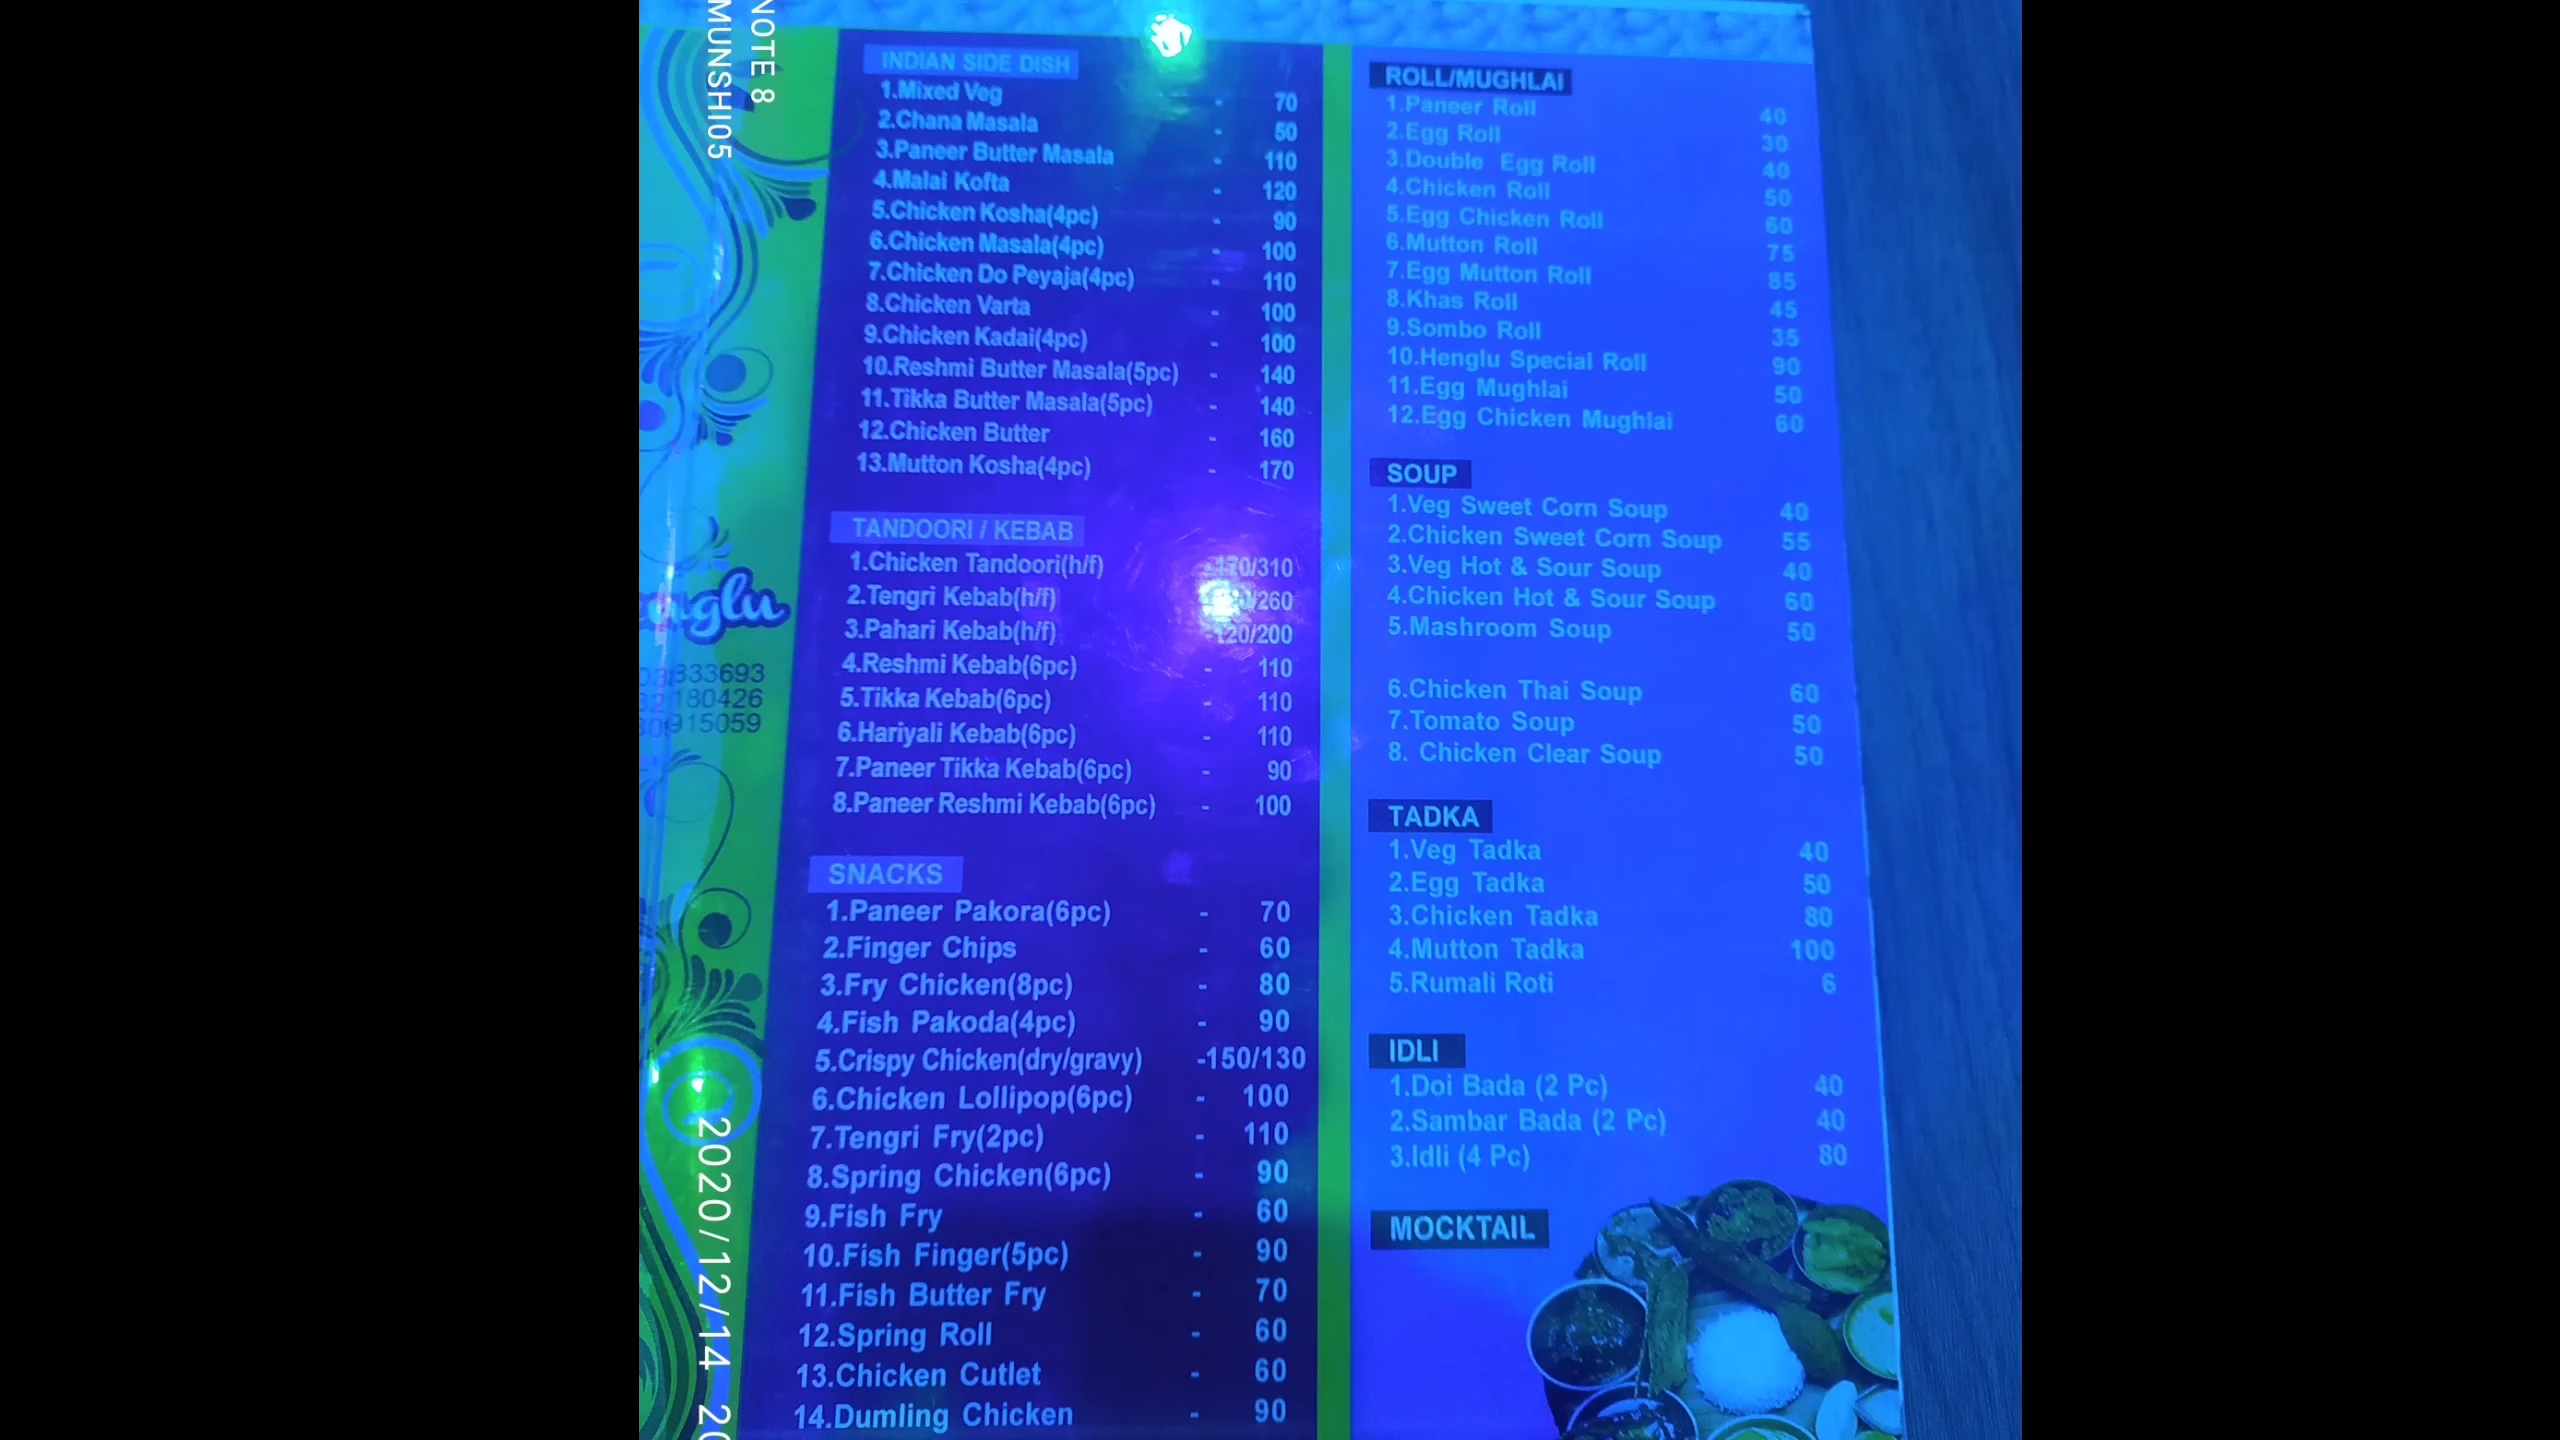 NOTE 8
MUNSHI05
2020/12/14
glu
333693
180426
915059
INDIAN SIDE DISH
1.Mixed Veg - 70
2.Chana Masala - 50
3.Paneer Butter Masala - 110
4.Malai Kofta - 120
5.Chicken Kosha(4pc) - 90
6.Chicken Masala(4pc) - 100
7.Chicken Do Peyaja(4pc) - 110
8.Chicken Varta - 100
9.Chicken Kadai(4pc) - 100
10.Reshmi Butter Masala(5pc) - 140
11.Tikka Butter Masala(5pc) - 140
12.Chicken Butter - 160
13.Mutton Kosha(4pc) - 170
TANDOORI / KEBAB
1.Chicken Tandoori(h/f) 170/310
2.Tengri Kebab(h/f) /260
3.Pahari Kebab(h/f) 120/200
4.Reshmi Kebab(6pc) - 110
5.Tikka Kebab(6pc) - 110
6.Hariyali Kebab(6pc) - 110
7.Paneer Tikka Kebab(6pc) - 90
8.Paneer Reshmi Kebab(6pc) - 100
SNACKS
1.Paneer Pakora(6pc) - 70
2.Finger Chips - 60
3.Fry Chicken(8pc) - 80
4.Fish Pakoda(4pc) - 90
5.Crispy Chicken(dry/gravy) -150/130
6.Chicken Lollipop(6pc) - 100
7.Tengri Fry(2pc) - 110
8.Spring Chicken(6pc) - 90
9.Fish Fry - 60
10.Fish Finger(5pc) - 90
11.Fish Butter Fry - 70
12.Spring Roll - 60
13.Chicken Cutlet - 60
14.Dumling Chicken - 90
ROLL/MUGHLAI
1.Paneer Roll 40
2.Egg Roll 30
3.Double Egg Roll 40
4.Chicken Roll 50
5.Egg Chicken Roll 60
6.Mutton Roll 75
7.Egg Mutton Roll 85
8.Khas Roll 45
9.Sombo Roll 35
10.Henglu Special Roll 90
11.Egg Mughlai 50
12.Egg Chicken Mughlai 60
SOUP
1.Veg Sweet Corn Soup 40
2.Chicken Sweet Corn Soup 55
3.Veg Hot & Sour Soup 40
4.Chicken Hot & Sour Soup 60
5.Mashroom Soup 50
6.Chicken Thai Soup 60
7.Tomato Soup 50
8. Chicken Clear Soup 50
TADKA
1.Veg Tadka 40
2.Egg Tadka 50
3.Chicken Tadka 80
4.Mutton Tadka 100
5.Rumali Roti 6
IDLI
1.Doi Bada (2 Pc) 40
2.Sambar Bada (2 Pc) 40
3.Idli (4 Pc) 80
MOCKTAIL